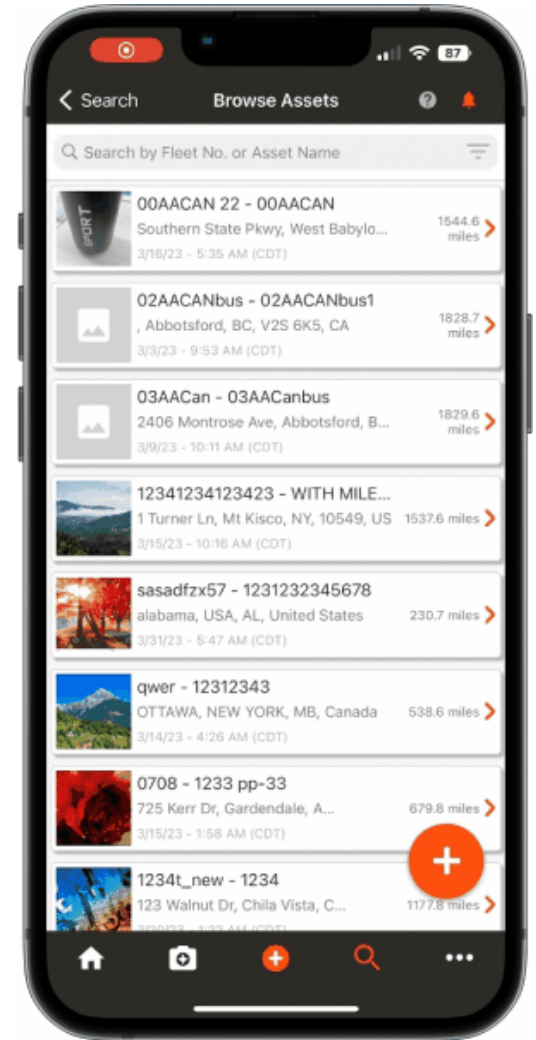 87
Search
Browse Assets
?
Search by Fleet No. or Asset Name
SPORT
00AACAN 22 - 00AACAN
Southern State Pkwy, West Babylo...
3/16/23 - 5:35 AM (CDT)
1544.6
miles
02AACANbus - 02AACANbus1
, Abbotsford, BC, V2S 6K5, CA
3/3/23 - 9:53 AM (CDT)
1828.7
miles
03AACan - 03AACanbus
2406 Montrose Ave, Abbotsford, B...
3/9/23 - 10:11 AM (CDT)
1829.6
miles
12341234123423 - WITH MILE...
1 Turner Ln, Mt Kisco, NY, 10549, US
1537.6 miles
3/15/23 - 10:16 AM (CDT)
sasadfzx57 - 1231232345678
alabama, USA, AL, United States
230.7 miles
3/31/23 - 5:47 AM (CDT)
qwer - 12312343
OTTAWA, NEW YORK, MB, Canada
538.6 miles
3/14/23 - 4:26 AM (CDT)
0708 - 1233 pp-33
725 Kerr Dr, Gardendale, A...
679.8 miles
3/15/23 - 1:58 AM (CDT)
1234t_new - 1234
123 Walnut Dr, Chila Vista, C...
1177.8 miles
3/30/23 - 1:22 AM (CDT)